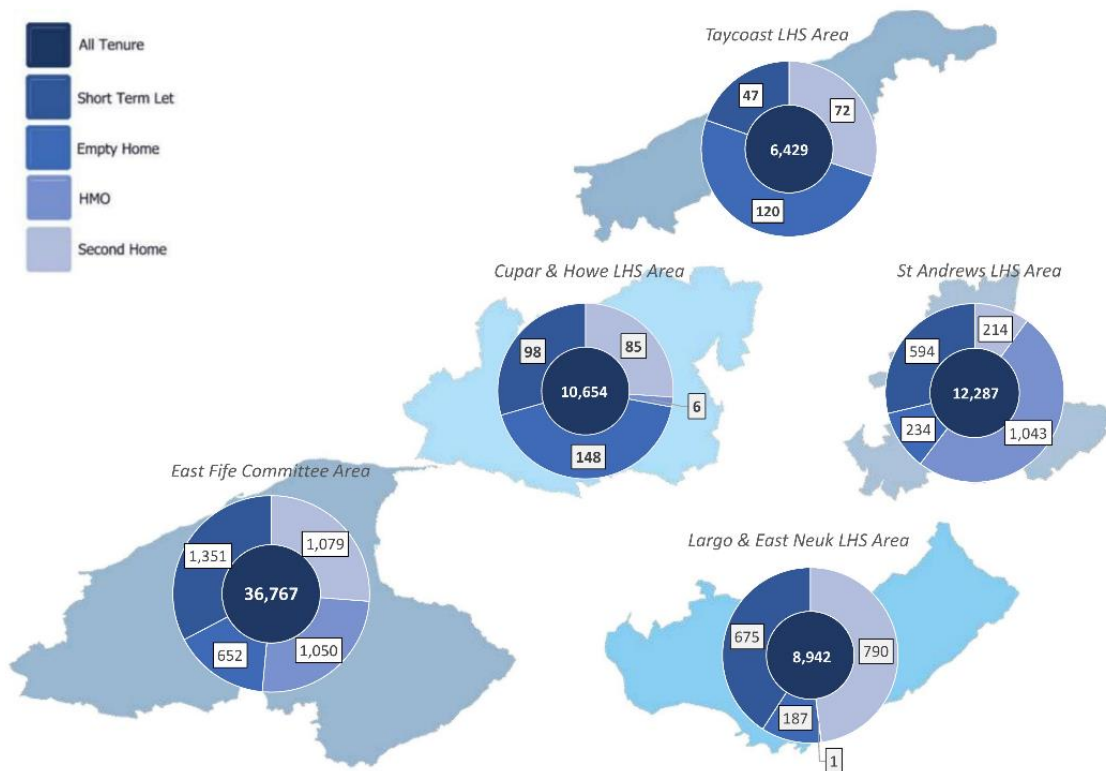 All Tenure
Short Term Let
Empty Home
HMO
Second Home
Taycoast LHS Area
47
72
6,429
120
Cupar & Howe LHS Area
98
85
10,654
6
148
St Andrews LHS Area
214
594
12,287
234
1,043
East Fife Committee Area
1,351
1,079
36,767
652
1,050
Largo & East Neuk LHS Area
675
8,942
790
187
1